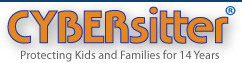 CYBERsitter®
Protecting Kids and Families for 14 Years